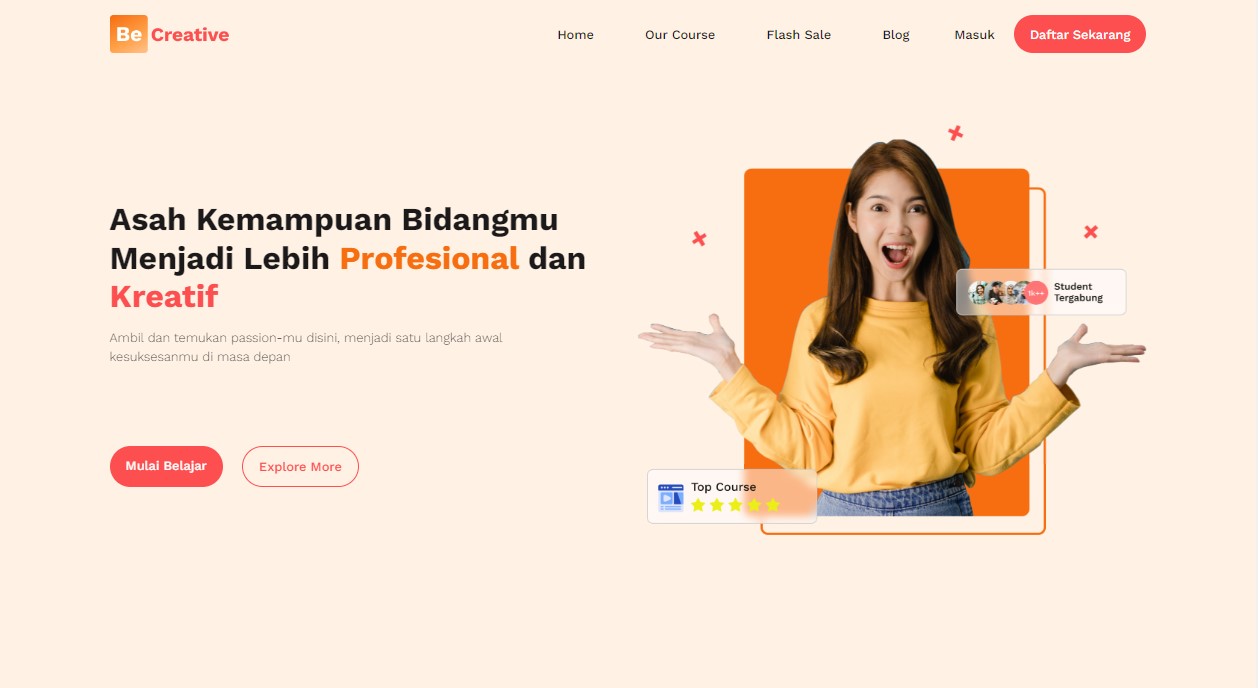 Be Creative
Home
Our Course
Flash Sale
Blog
Masuk
Daftar Sekarang
Asah Kemampuan Bidangmu
Menjadi Lebih Profesional dan
Kreatif
Ambil dan temukan passion-mu disini, menjadi satu langkah awal
kesuksesanmu di masa depan
Mulai Belajar
Explore More
1k++
Student
Tergabung
Top Course